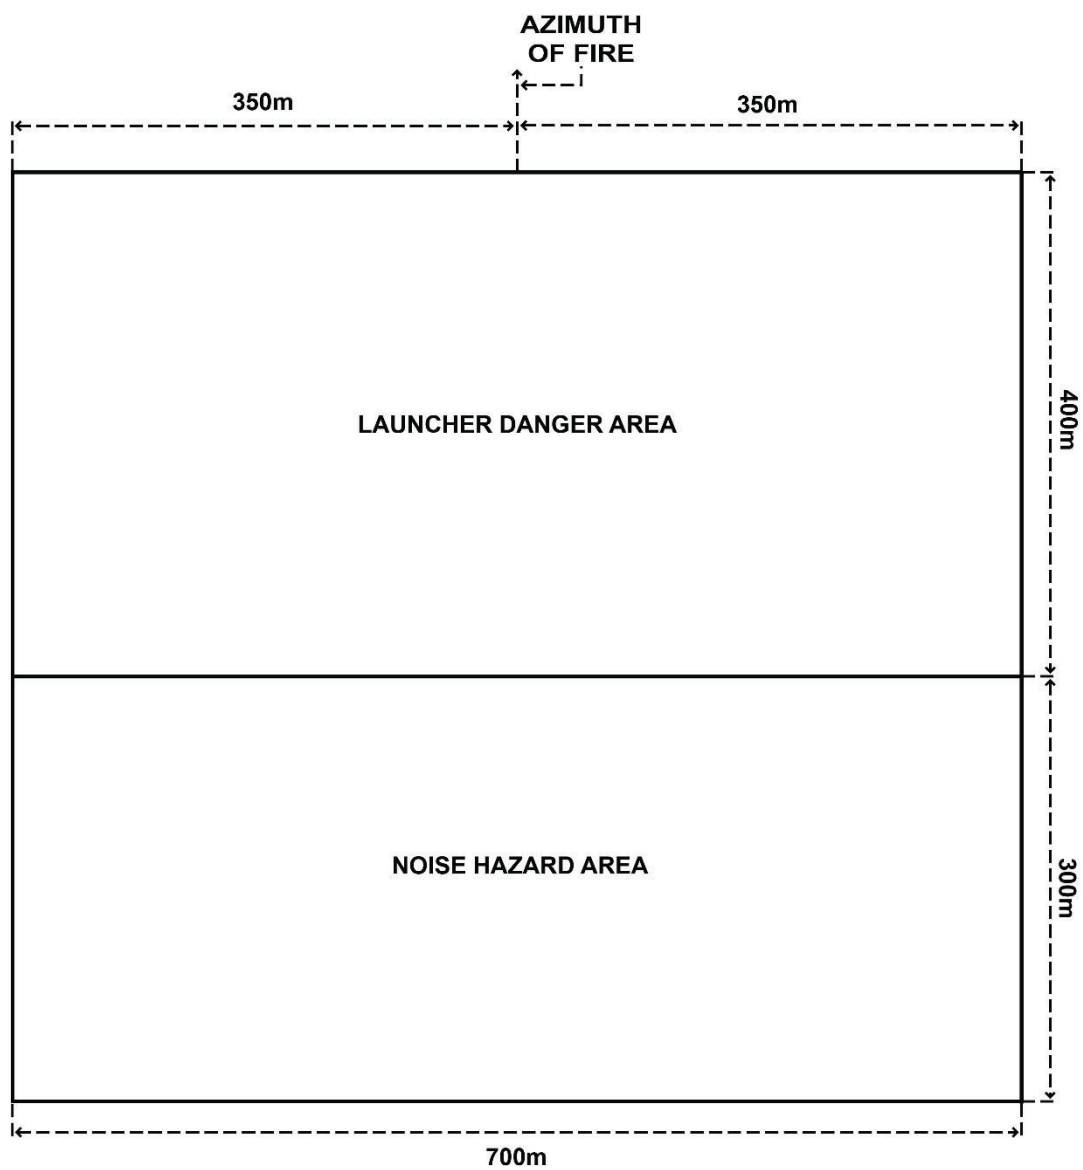 AZIMUTH
OF FIRE
350m
350m
LAUNCHER DANGER AREA
400m
NOISE HAZARD AREA
300m
700m